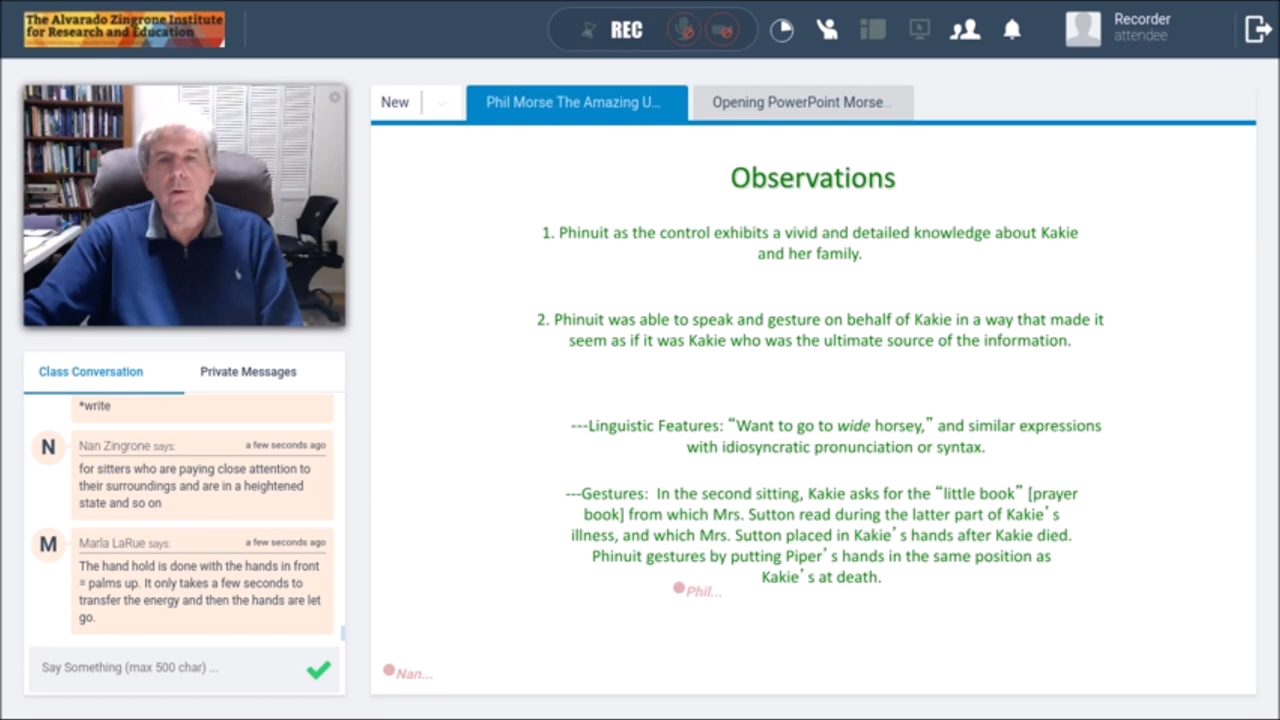 The Alvarado Zingrone Institute
for Research and Education
REC
Recorder
attendee
New
Phil Morse The Amazing U...
Opening PowerPoint Morse
Class Conversation
Private Messages
*write
N
Nan Zingrone says:
a few seconds ago
for sitters who are paying close attention to
their surroundings and are in a heightened
state and so on
M
Marla LaRue says:
a few seconds ago
The hand hold is done with the hands in front
= palms up. It only takes a few seconds to
transfer the energy and then the hands are let
go.
Say Something (max 500 char) ...
Observations
1. Phinuit as the control exhibits a vivid and detailed knowledge about Kakie
and her family.
2. Phinuit was able to speak and gesture on behalf of Kakie in a way that made it
seem as if it was Kakie who was the ultimate source of the information.
---Linguistic Features: “Want to go to wide horsey,” and similar expressions
with idiosyncratic pronunciation or syntax.
---Gestures: In the second sitting, Kakie asks for the “little book” [prayer
book] from which Mrs. Sutton read during the latter part of Kakie’s
illness, and which Mrs. Sutton placed in Kakie’s hands after Kakie died.
Phinuit gestures by putting Piper’s hands in the same position as
Kakie’s at death.
Phil...
Nan...